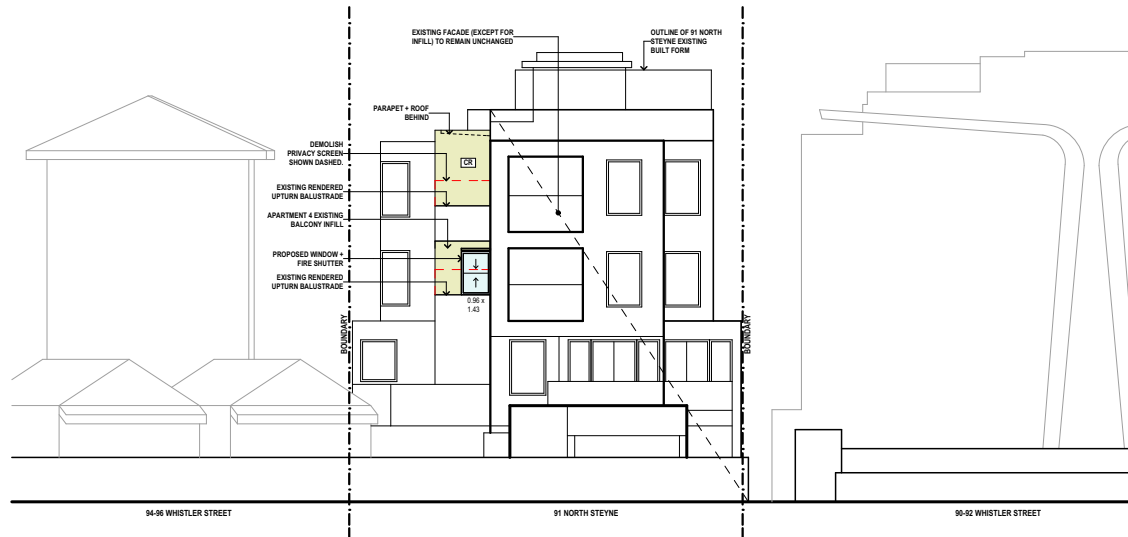 EXISTING FACADE (EXCEPT FOR
INFILL) TO REMAIN UNCHANGED
OUTLINE OF 91 NORTH
STEYNE EXISTING
BUILT FORM
PARAPET + ROOF
BEHIND
DEMOLISH
PRIVACY SCREEN
SHOWN DASHED.
CR
EXISTING RENDERED
UPTURN BALUSTRADE
APARTMENT 4 EXISTING
BALCONY INFILL
PROPOSED WINDOW +
FIRE SHUTTER
EXISTING RENDERED
UPTURN BALUSTRADE
0.96 x
1.43
BOUNDARY
BOUNDARY
94-96 WHISTLER STREET
91 NORTH STEYNE
90-92 WHISTLER STREET